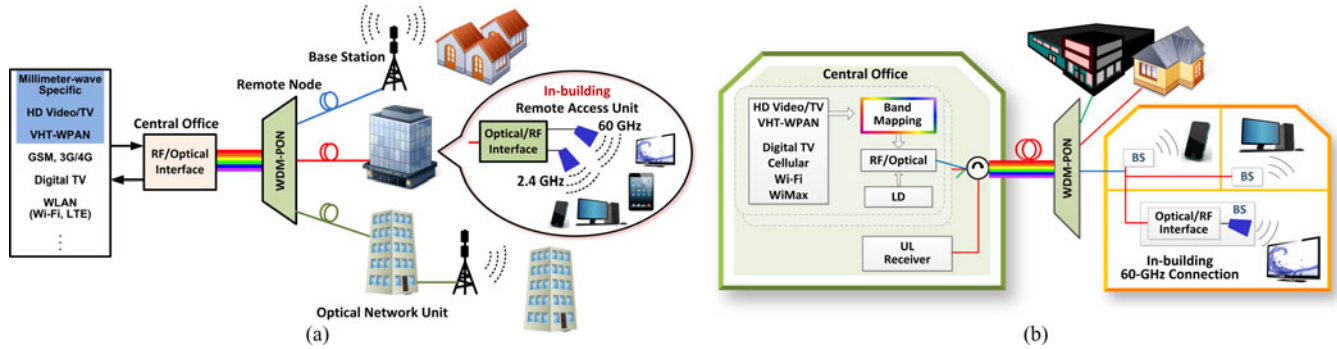 Millimeter-wave
Specific
HD Video/TV
VHT-WPAN
GSM, 3G/4G
Digital TV
WLAN
(Wi-Fi, LTE)
⋮
Central Office
RF/Optical
Interface
Remote Node
WDM-PON
Base Station
In-building
Remote Access Unit
60 GHz
Optical/RF
Interface
2.4 GHz
Optical Network Unit
(a)
Central Office
HD Video/TV
VHT-WPAN
Digital TV
Cellular
Wi-Fi
WiMax
Band
Mapping
RF/Optical
LD
UL
Receiver
WDM-PON
BS
BS
BS
Optical/RF
Interface
In-building
60-GHz Connection
(b)